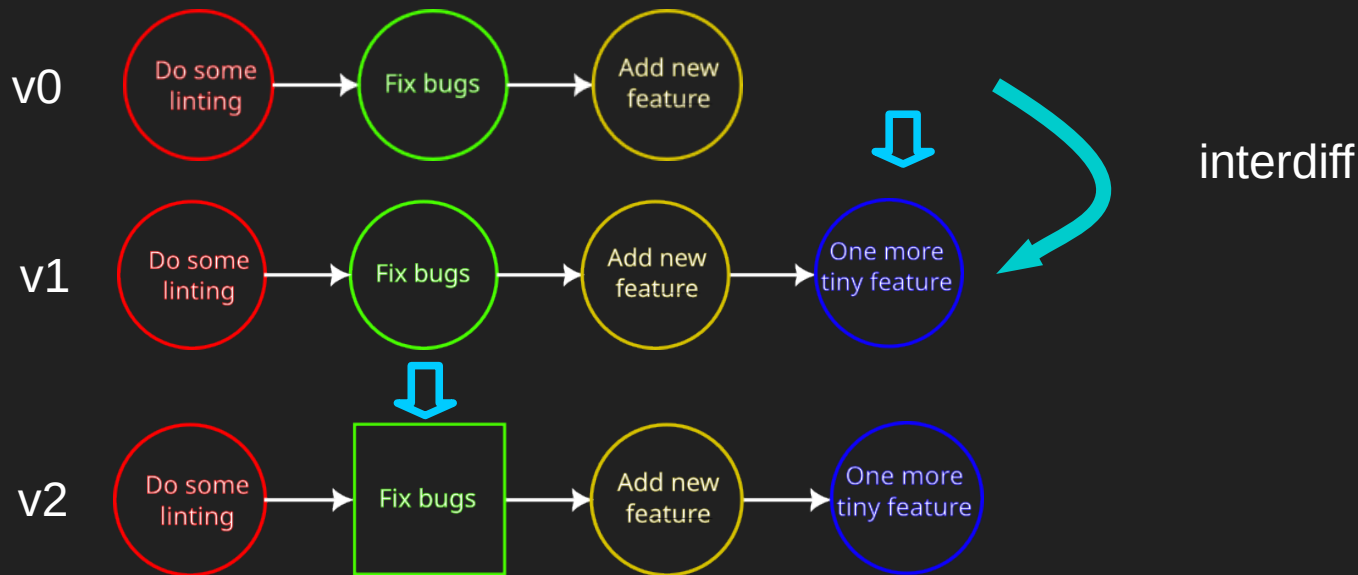 v0
Do some
linting
Fix bugs
Add new
feature
interdiff
v1
Do some
linting
Fix bugs
Add new
feature
One more
tiny feature
v2
Do some
linting
Fix bugs
Add new
feature
One more
tiny feature